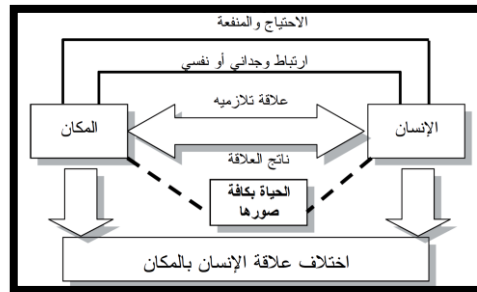 الاحتياج والمنفعة
ارتباط وجداني أو نفسي
علاقة تلازميه
الإنسان
المكان
ناتج العلاقة
الحياة بكافة
صورها
اختلاف علاقة الإنسان بالمكان